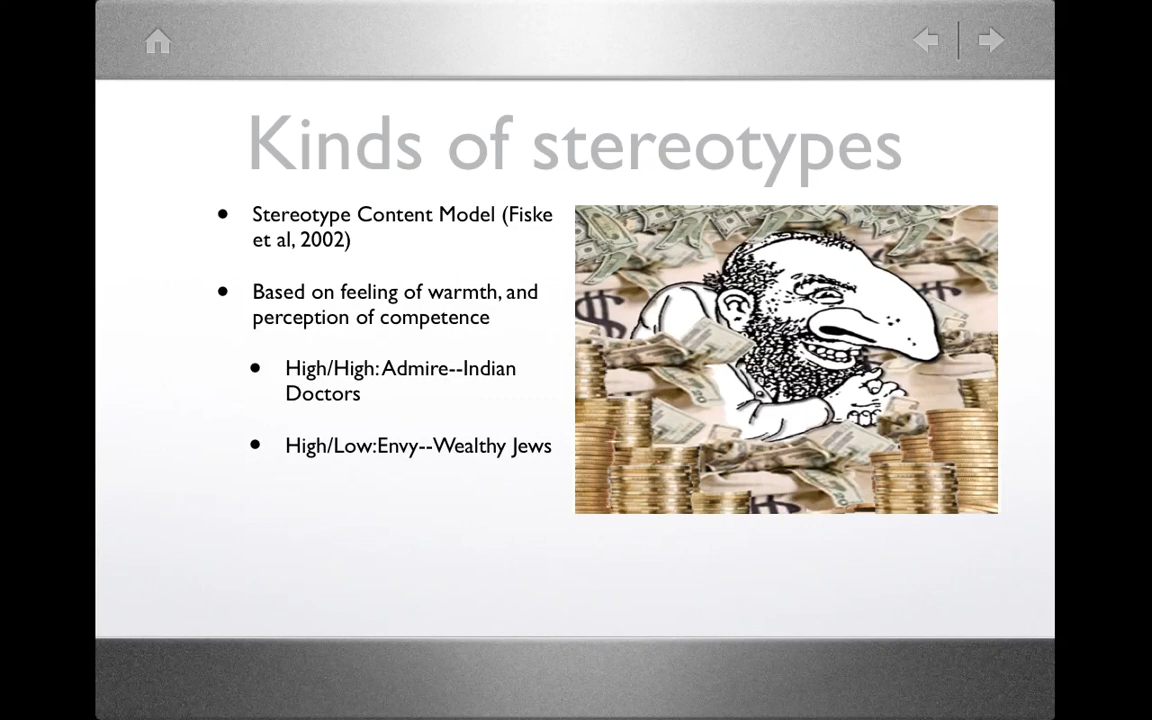 Kinds of stereotypes
• Stereotype Content Model (Fiske
et al, 2002)
• Based on feeling of warmth, and
perception of competence
• High/High: Admire--Indian
Doctors
• High/Low: Envy--Wealthy Jews